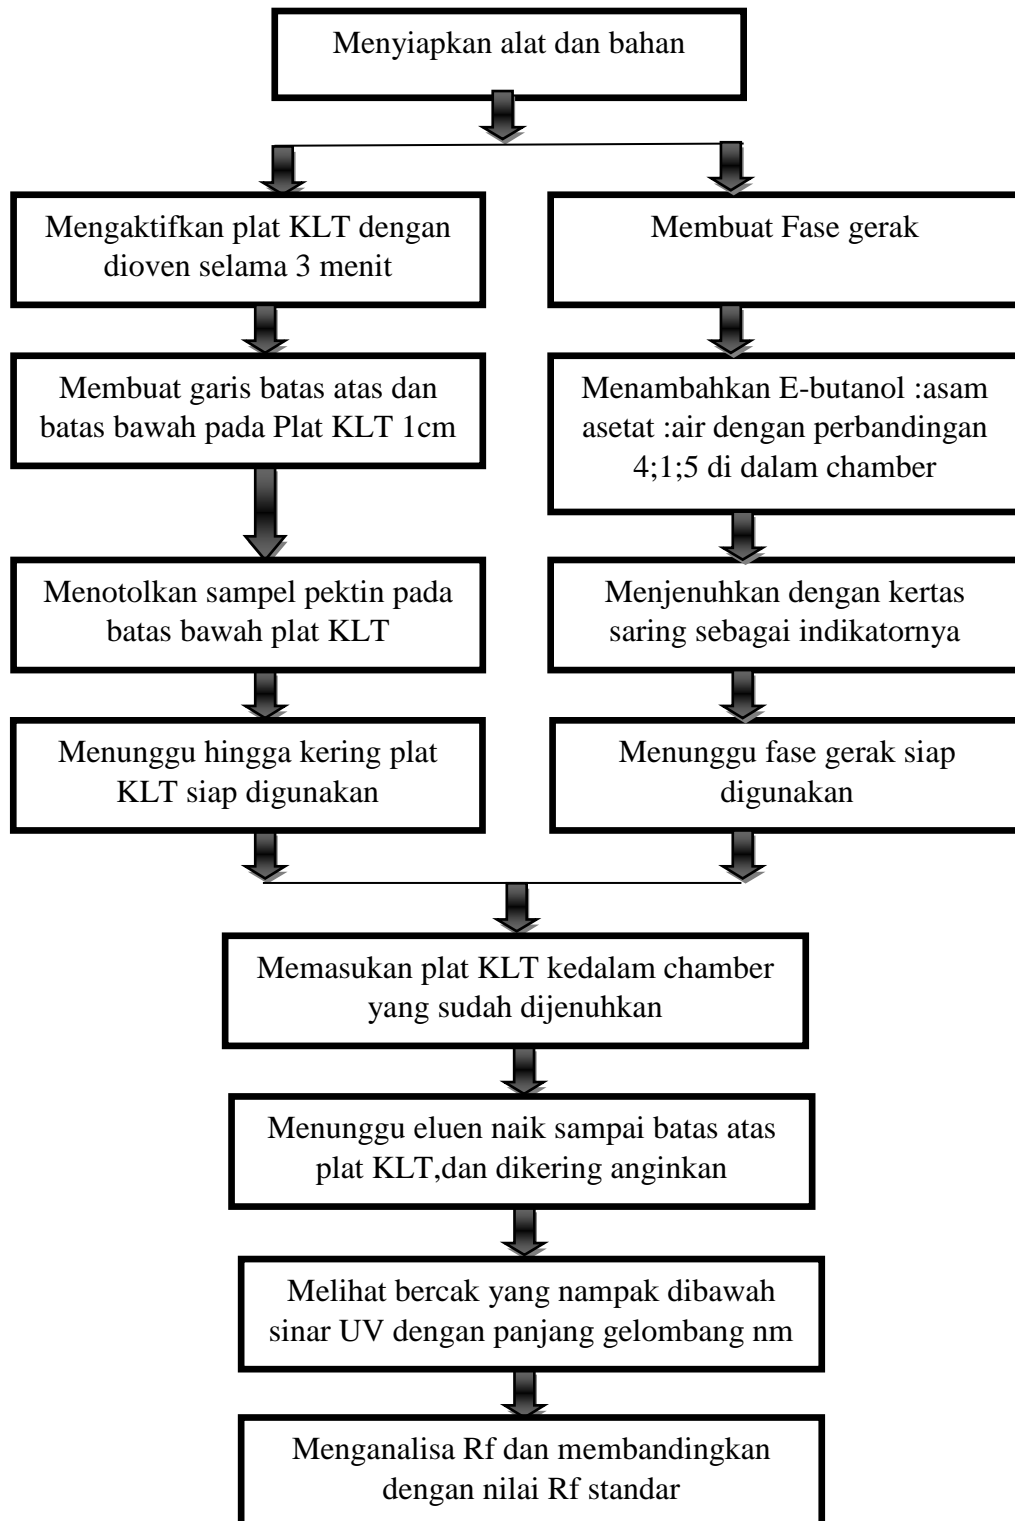 Menyiapkan alat dan bahan
Mengaktifkan plat KLT dengan
dioven selama 3 menit
Membuat Fase gerak
Membuat garis batas atas dan
batas bawah pada Plat KLT 1cm
Menambahkan E-butanol :asam
asetat :air dengan perbandingan
4;1;5 di dalam chamber
Menotolkan sampel pektin pada
batas bawah plat KLT
Menjenuhkan dengan kertas
saring sebagai indikatornya
Menunggu hingga kering plat
KLT siap digunakan
Menunggu fase gerak siap
digunakan
Memasukan plat KLT kedalam chamber
yang sudah dijenuhkan
Menunggu eluen naik sampai batas atas
plat KLT,dan dikering anginkan
Melihat bercak yang nampak dibawah
sinar UV dengan panjang gelombang nm
Menganalisa Rf dan membandingkan
dengan nilai Rf standar